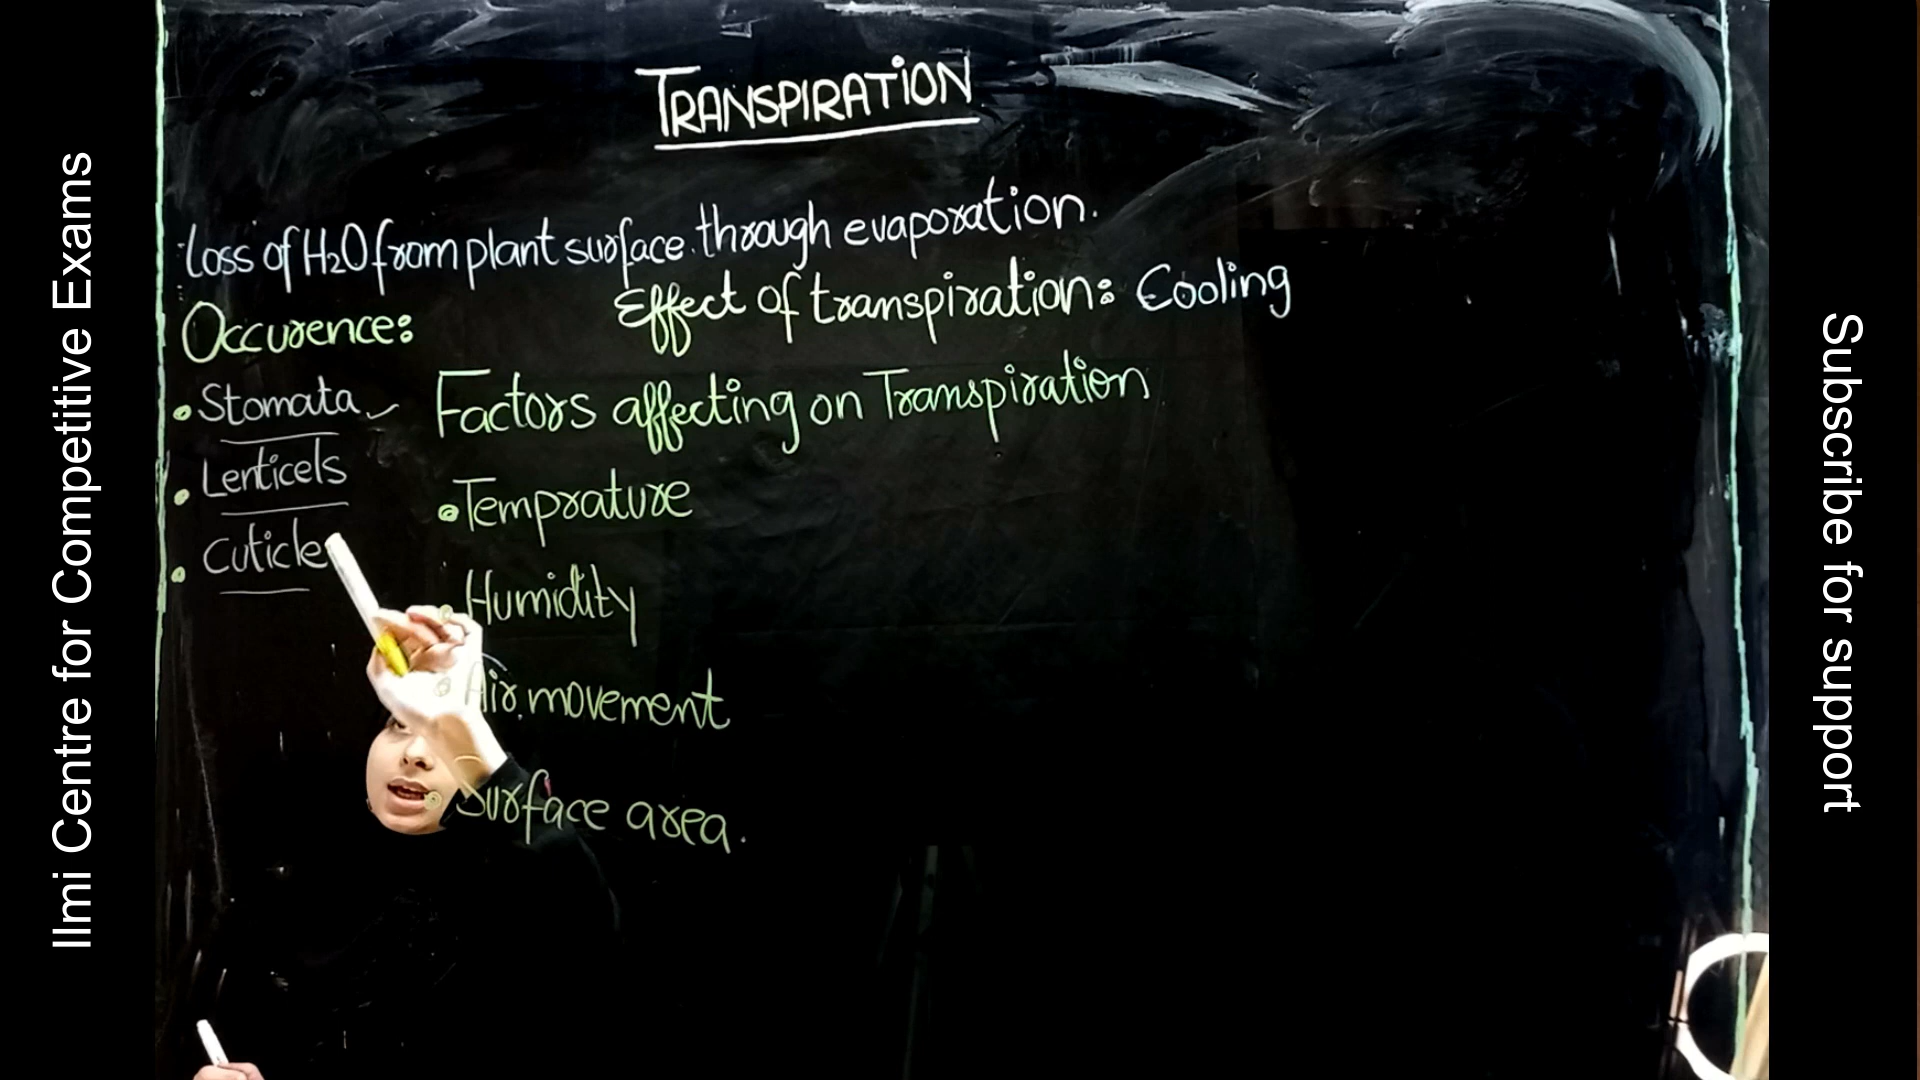 Ilmi Centre for Competitive Exams
TRANSPIRATION
Loss of H₂O from plant surface through evaporation.
Effect of transpiration: Cooling
Occurence:
• Stomata
• Lenticels
• Cuticle
Factors affecting on Transpiration
• Temprature
• Humidity
• Air movement
• Surface area.
Subscribe for support